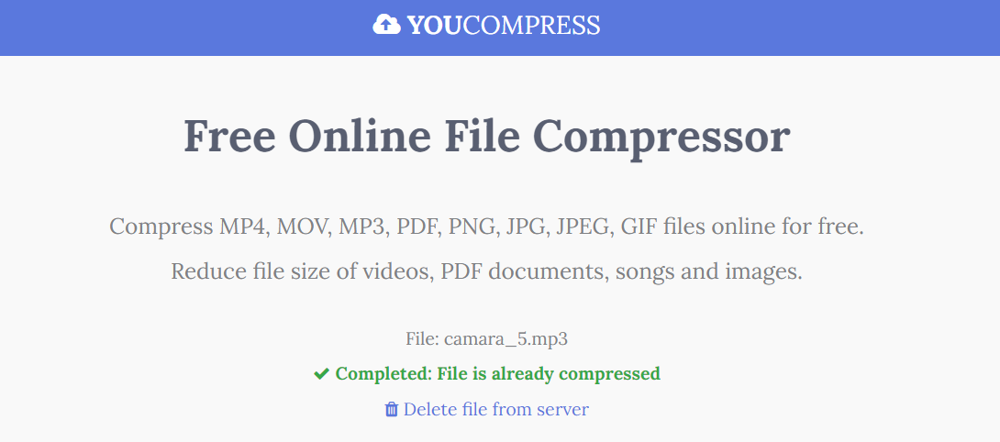 YOUCOMPRESS
Free Online File Compressor
Compress MP4, MOV, MP3, PDF, PNG, JPG, JPEG, GIF files online for free.
Reduce file size of videos, PDF documents, songs and images.
File: camara_5.mp3
Completed: File is already compressed
Delete file from server